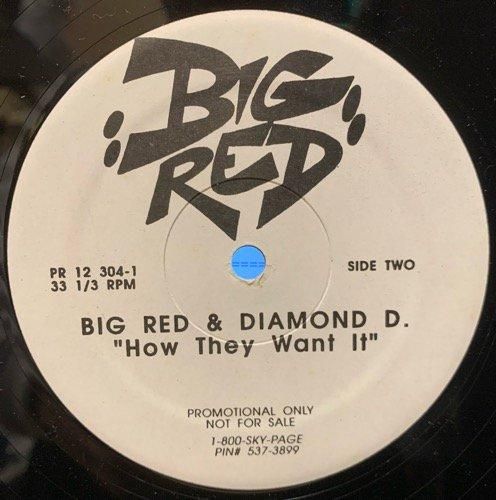 BIG
RED
PR 12 304-1
33 1/3 RPM
SIDE TWO
BIG RED & DIAMOND D.
"How They Want It"
PROMOTIONAL ONLY
NOT FOR SALE
1-800-SKY-PAGE
PIN# 537-3899